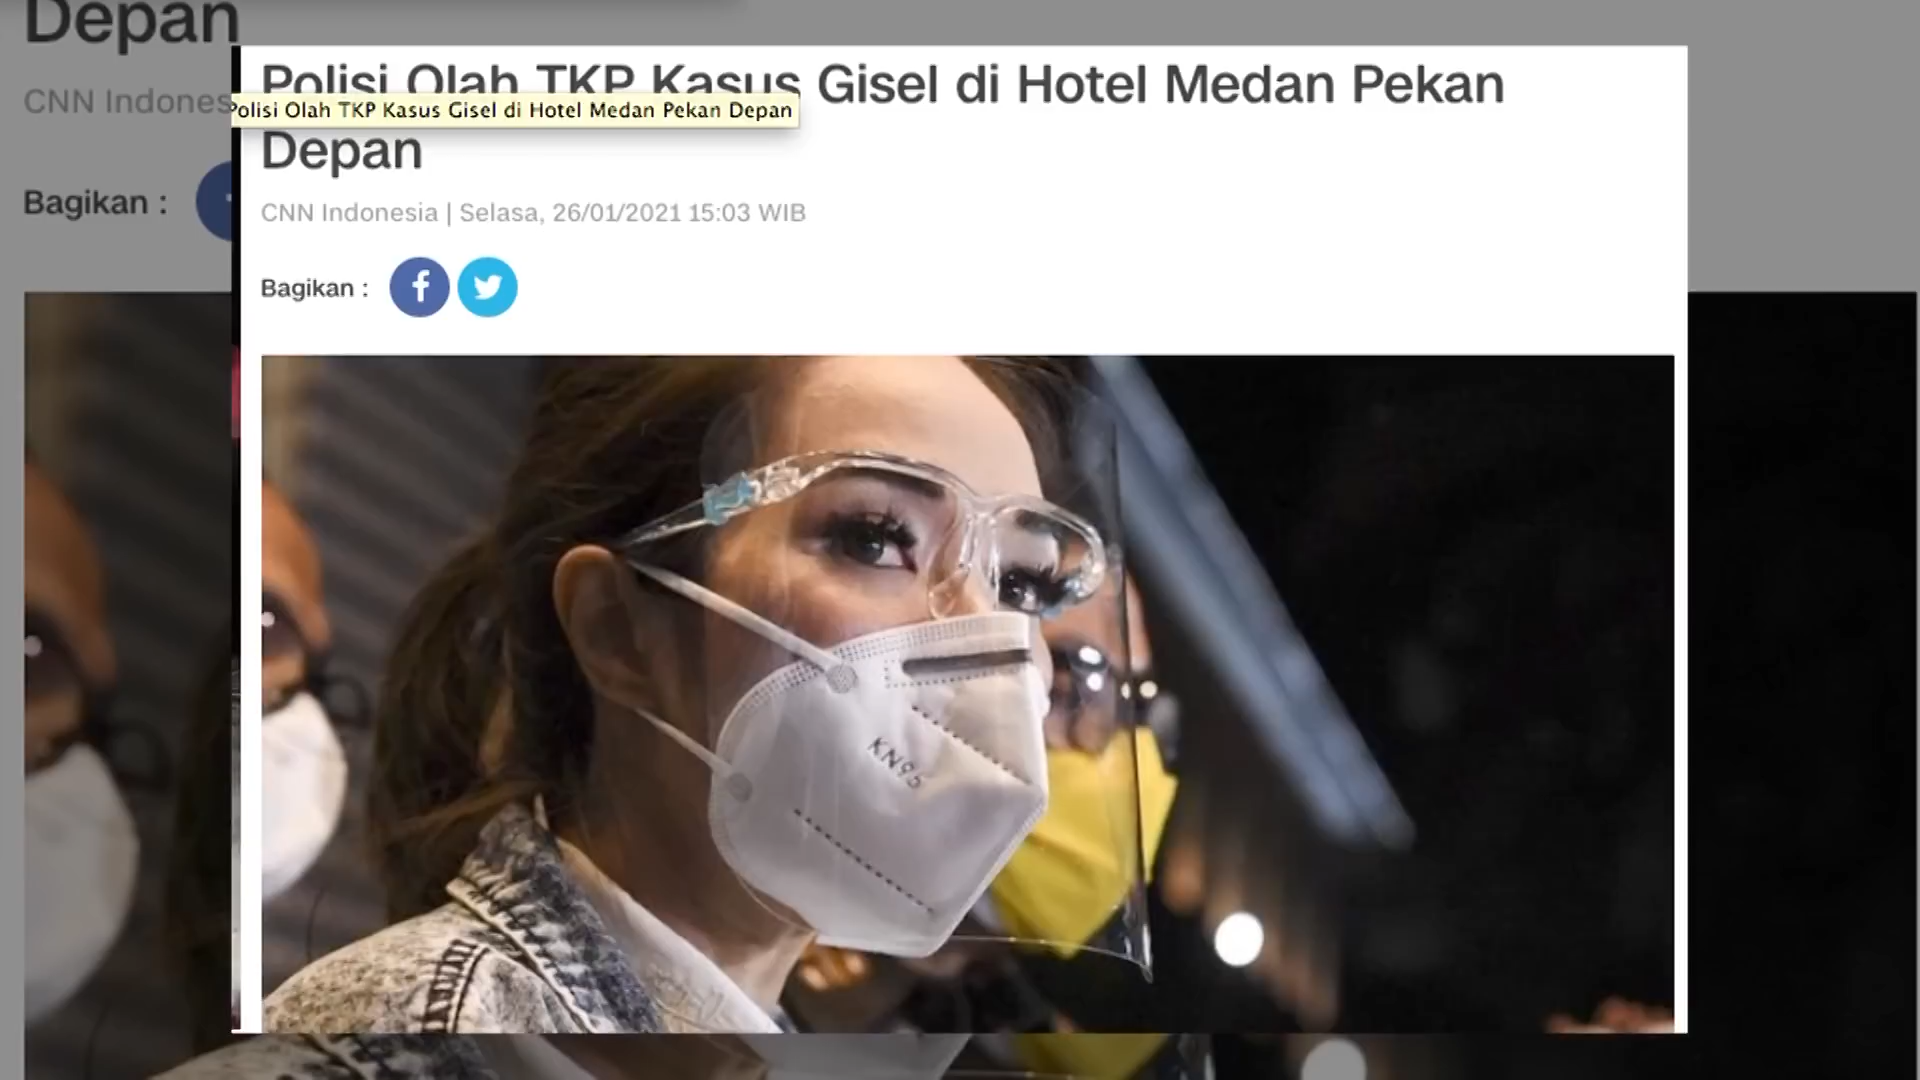 Depan
CNN Indones
Bagikan :
Polisi Olah TKP Kasus Gisel di Hotel Medan Pekan
Polisi Olah TKP Kasus Gisel di Hotel Medan Pekan Depan
Depan
CNN Indonesia | Selasa, 26/01/2021 15:03 WIB
Bagikan :
KN95